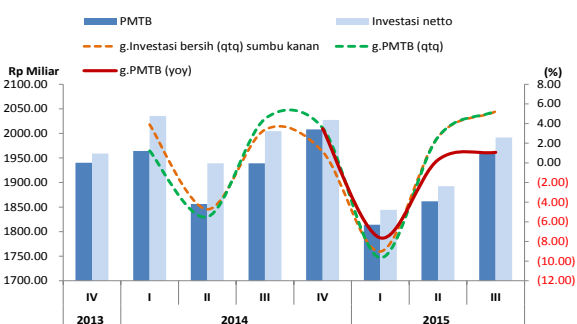 PMTB Investasi netto
g.Investasi bersih (qtq) sumbu kanan g.PMTB (qtq)
g.PMTB (yoy)
Rp Miliar (%)
2100.00 8.00
2050.00 6.00
2000.00 4.00
1950.00 2.00
1900.00 0.00
1850.00 (2.00)
1800.00 (4.00)
1750.00 (6.00)
1700.00 (8.00)
(10.00)
(12.00)
IV I II III IV I II III
2013 2014 2015